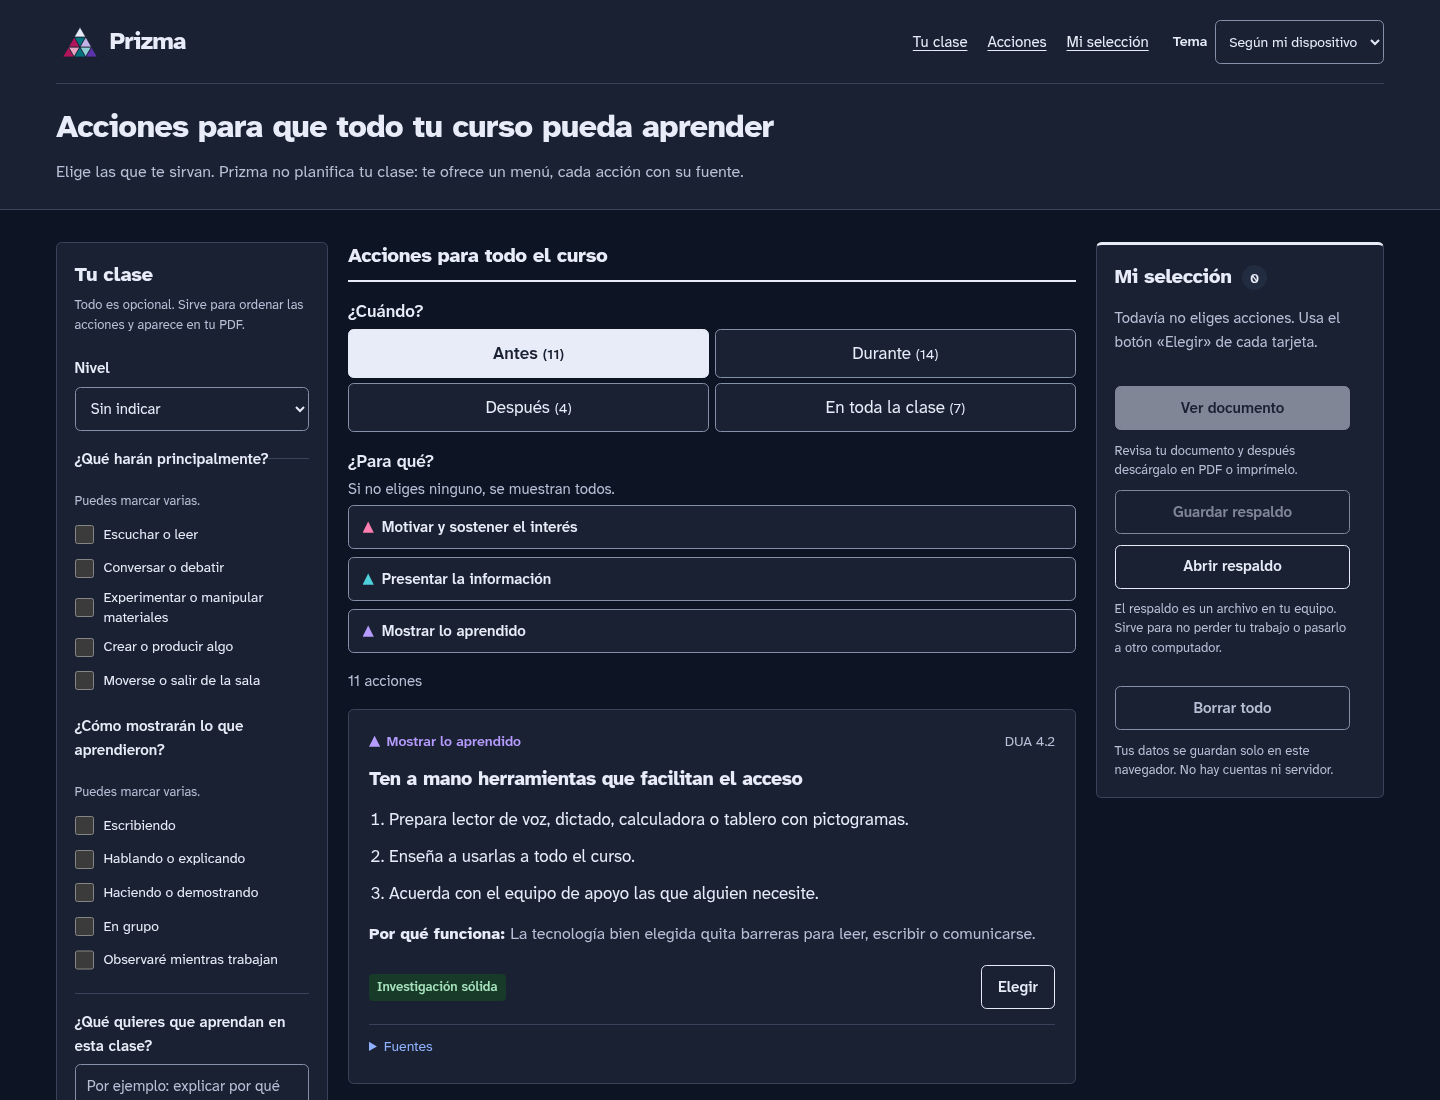 Prizma
Tu clase
Acciones
Mi selección
Tema
Según mi dispositivo
Acciones para que todo tu curso pueda aprender
Elige las que te sirvan. Prizma no planifica tu clase: te ofrece un menú, cada acción con su fuente.
Tu clase
Todo es opcional. Sirve para ordenar las
acciones y aparece en tu PDF.
Nivel
Sin indicar
¿Qué harán principalmente?
Puedes marcar varias.
Escuchar o leer
Conversar o debatir
Experimentar o manipular
materiales
Crear o producir algo
Moverse o salir de la sala
¿Cómo mostrarán lo que
aprendieron?
Puedes marcar varias.
Escribiendo
Hablando o explicando
Haciendo o demostrando
En grupo
Observaré mientras trabajan
¿Qué quieres que aprendan en
esta clase?
Por ejemplo: explicar por qué
Acciones para todo el curso
¿Cuándo?
Antes (11)
Durante (14)
Después (4)
En toda la clase (7)
¿Para qué?
Si no eliges ninguno, se muestran todos.
Motivar y sostener el interés
Presentar la información
Mostrar lo aprendido
11 acciones
Mostrar lo aprendido
DUA 4.2
Ten a mano herramientas que facilitan el acceso
1. Prepara lector de voz, dictado, calculadora o tablero con pictogramas.
2. Enseña a usarlas a todo el curso.
3. Acuerda con el equipo de apoyo las que alguien necesite.
Por qué funciona: La tecnología bien elegida quita barreras para leer, escribir o comunicarse.
Investigación sólida
Elegir
Fuentes
Mi selección 0
Todavía no eliges acciones. Usa el
botón «Elegir» de cada tarjeta.
Ver documento
Revisa tu documento y después
descárgalo en PDF o imprímelo.
Guardar respaldo
Abrir respaldo
El respaldo es un archivo en tu equipo.
Sirve para no perder tu trabajo o pasarlo
a otro computador.
Borrar todo
Tus datos se guardan solo en este
navegador. No hay cuentas ni servidor.